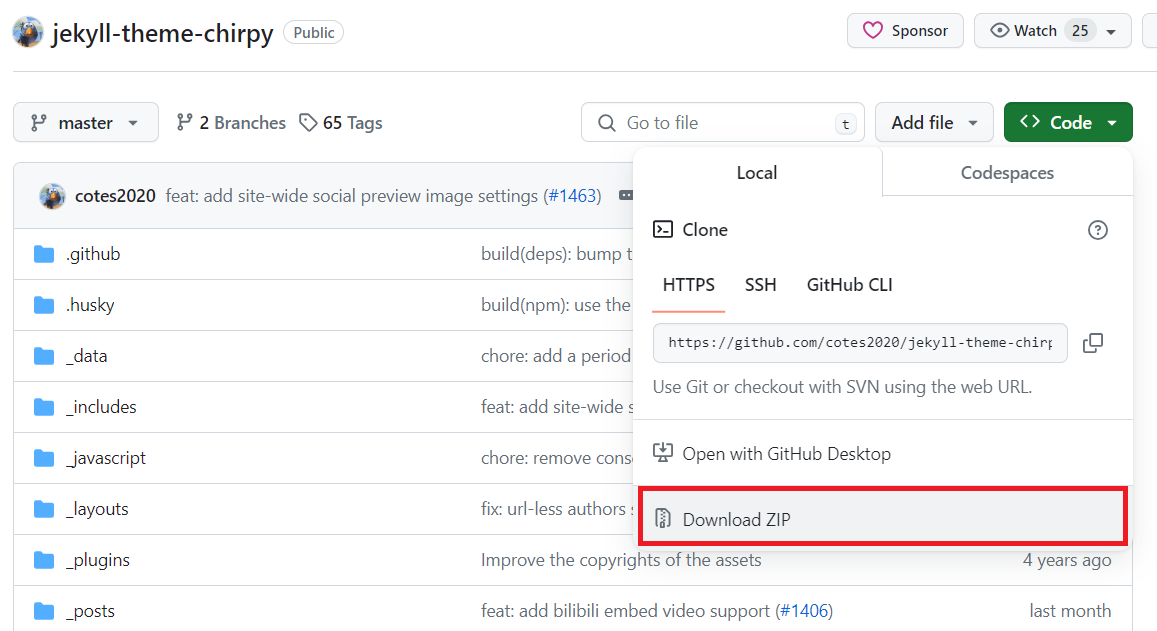 jekyll-theme-chirpy Public Sponsor Watch 25
master 2 Branches 65 Tags Go to file t Add file Code
Local Codespaces
cotes2020 feat: add site-wide social preview image settings (#1463)
Clone
.github build(deps): bump
HTTPS SSH GitHub CLI
.husky build(npm): use the
https://github.com/cotes2020/jekyll-theme-chirp
_data chore: add a period
Use Git or checkout with SVN using the web URL.
_includes feat: add site-wide
Open with GitHub Desktop
_javascript chore: remove
_layouts fix: url-less authors
Download ZIP
_plugins Improve the copyrights of the assets 4 years ago
_posts feat: add bilibili embed video support (#1406) last month